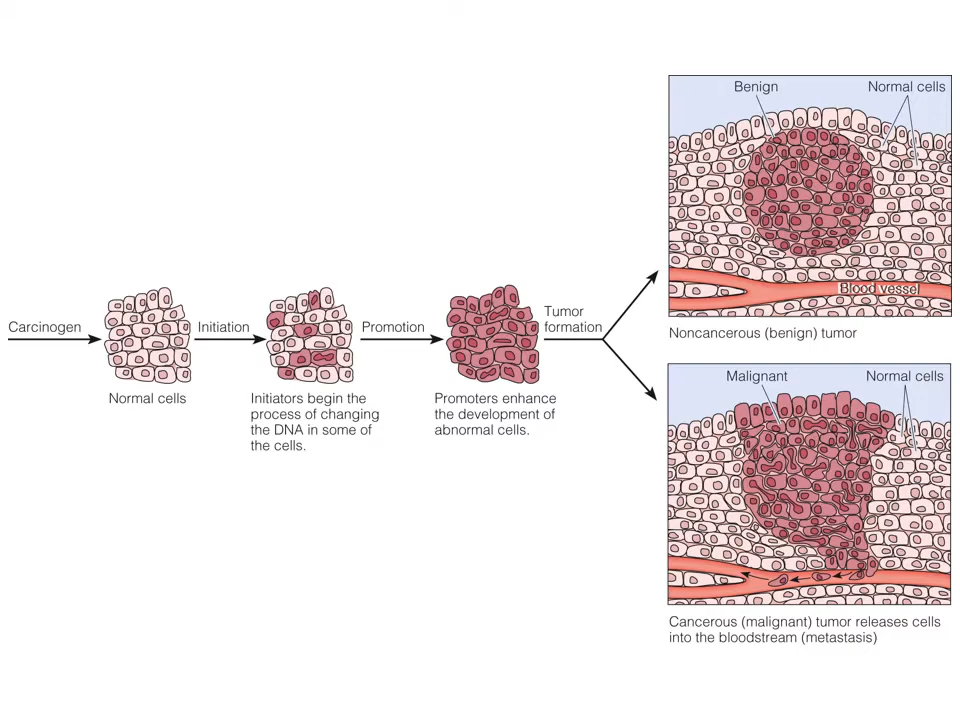 Carcinogen
Normal cells
Initiation
Initiators begin the
process of changing
the DNA in some of
the cells.
Promotion
Promoters enhance
the development of
abnormal cells.
Tumor
formation
Benign
Normal cells
Blood vessel
Noncancerous (benign) tumor
Malignant
Normal cells
Cancerous (malignant) tumor releases cells
into the bloodstream (metastasis)